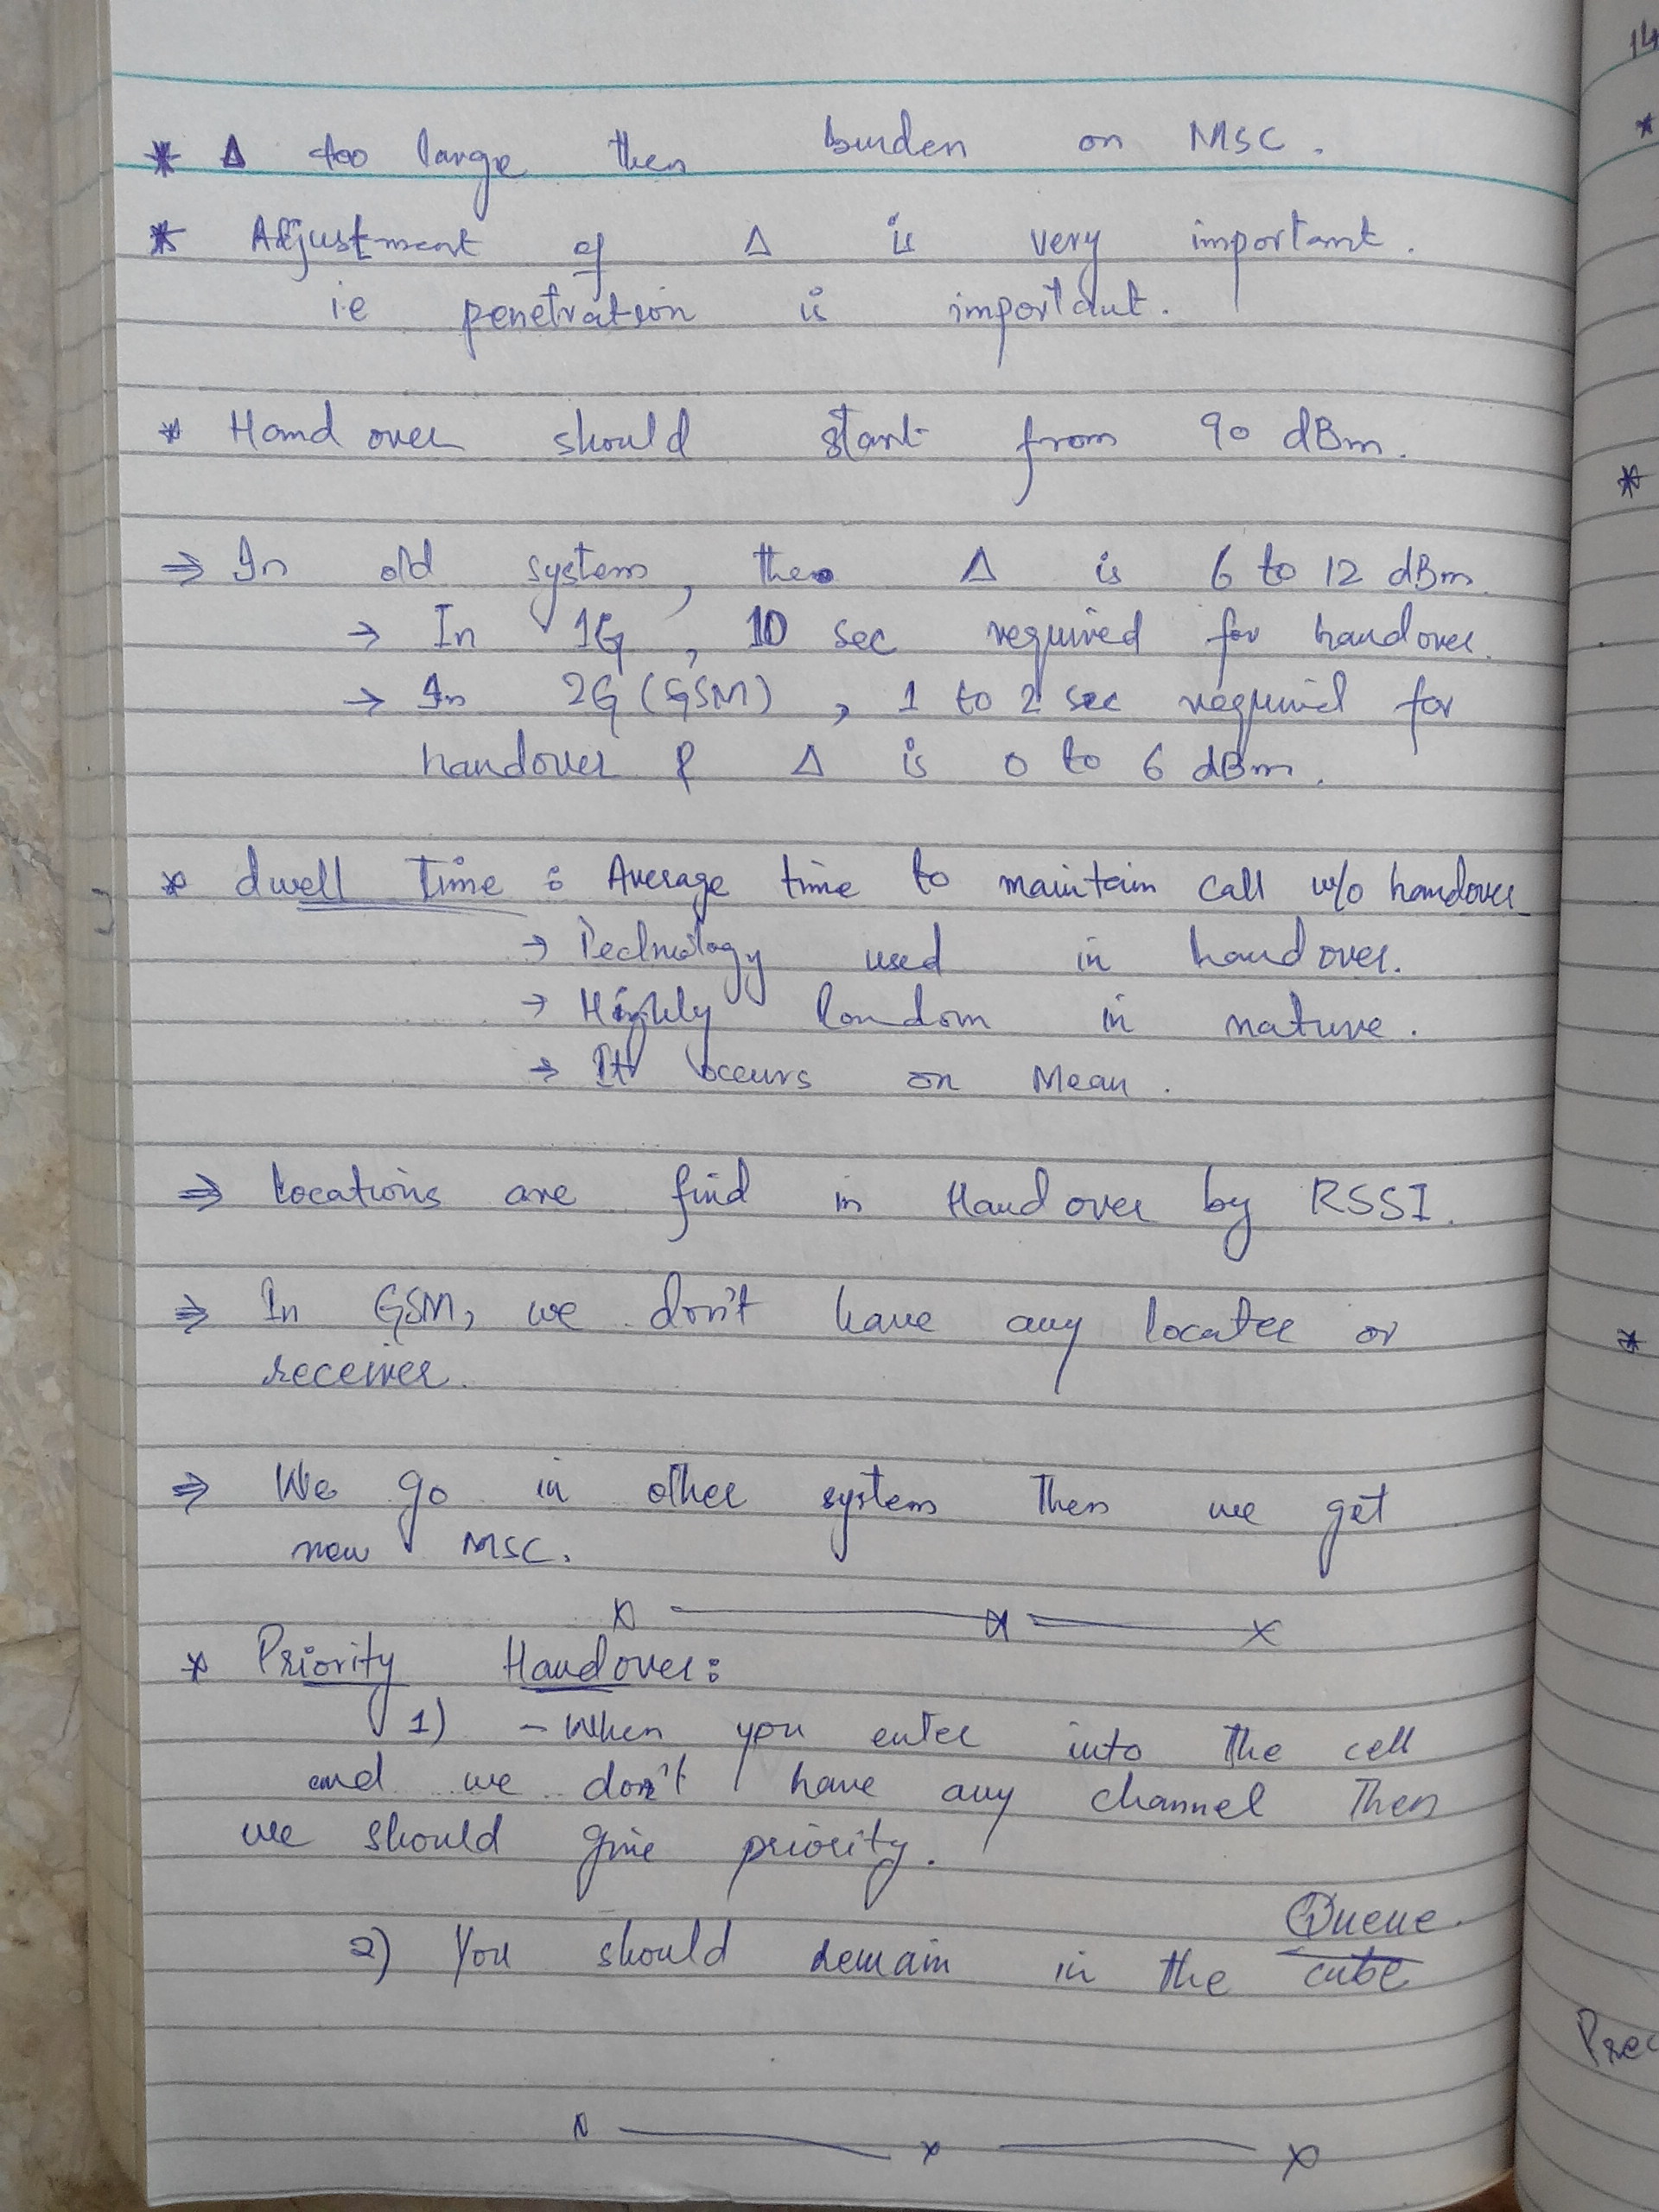 * Δ too large then burden on MSC.
* Adjustment of Δ is very important.
i.e penetration is important.
* Hand over should start from 90 dBm.
⇒ In old system, then Δ is 6 to 12 dBm.
→ In 1G, 10 sec required for handover.
→ In 2G (GSM), 1 to 2 sec required for
handover & Δ is 0 to 6 dBm.
* dwell Time : Average time to maintain call w/o handover
→ Technology used in handover.
→ Highly random in nature.
→ It occurs on Mean.
⇒ Locations are find in Handover by RSSI.
⇒ In GSM, we don't have any locater or
receiver.
⇒ We go in other system then we get
new MSC.
x — x — x
* Priority Handover:
1) - When you enter into the cell
and we don't have any channel Then
we should give priority.
Queue.
2) You should remain in the cube
x — x — x
14
*
*
*